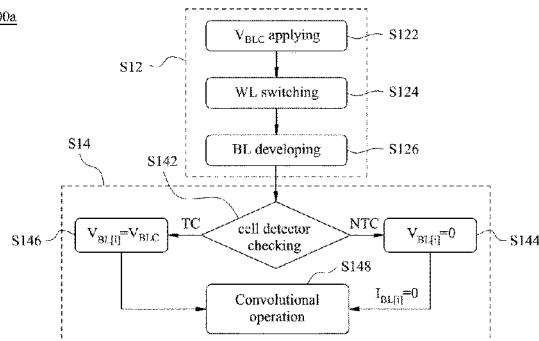 00a
V_BLC applying
S122
S12
WL switching
S124
BL developing
S126
S142
S14
TC
cell detector
checking
NTC
S146
V_BL[i]=V_BLC
V_BL[i]=0
S144
S148
Convolutional
operation
I_BL[i]=0